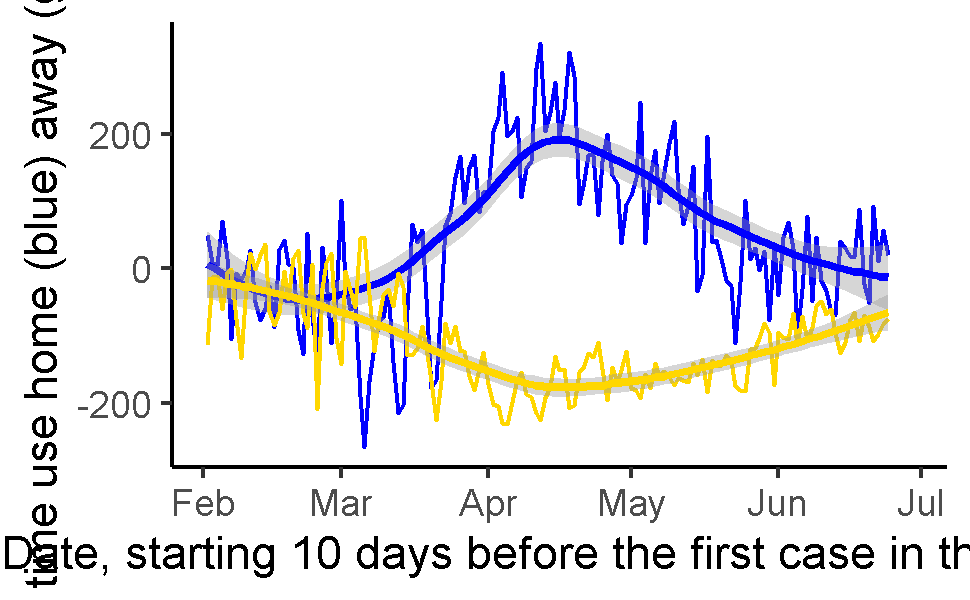 time use home (blue) away (
200
0
-200
Feb Mar Apr May Jun Jul
Date, starting 10 days before the first case in th